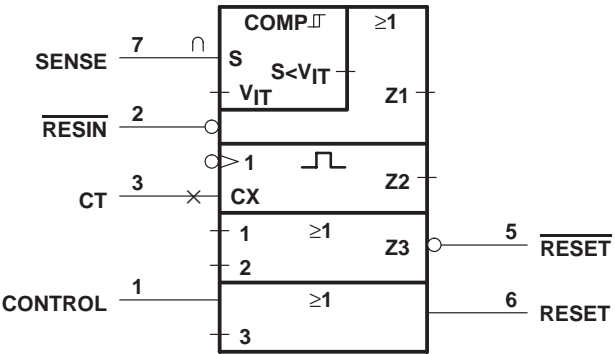 COMP ≥1
7 ∩
SENSE S
S<VIT
VIT Z1
2
RESIN
1
3 Z2
CT CX
1 ≥1 5
Z3 RESET
2
1 6
CONTROL ≥1 RESET
3